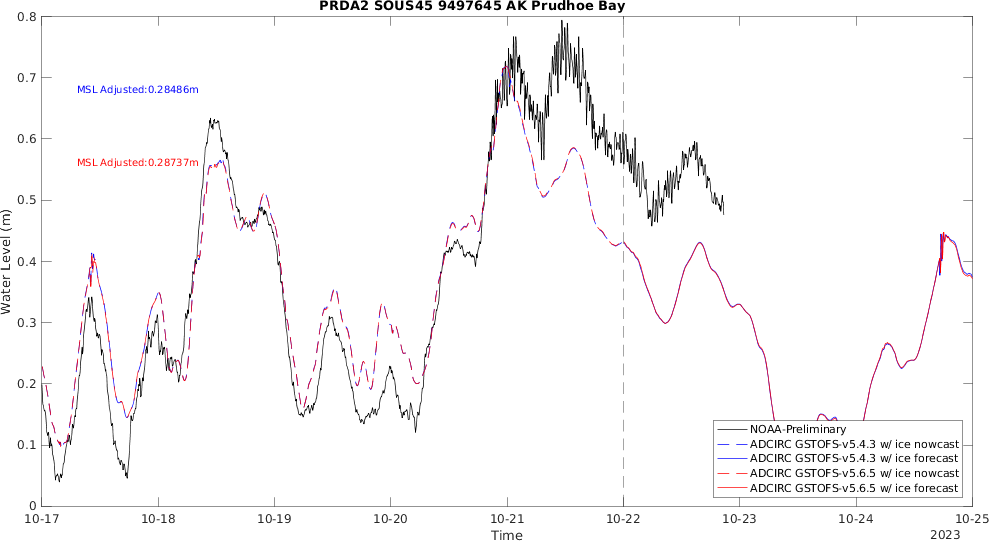 PRDA2 SOUS45 9497645 AK Prudhoe Bay
0.8
0.7
0.6
0.5
0.4
0.3
0.2
0.1
0
Water Level (m)
MSL Adjusted:0.28486m
MSL Adjusted:0.28737m
NOAA-Preliminary
ADCIRC GSTOFS-v5.4.3 w/ ice nowcast
ADCIRC GSTOFS-v5.4.3 w/ ice forecast
ADCIRC GSTOFS-v5.6.5 w/ ice nowcast
ADCIRC GSTOFS-v5.6.5 w/ ice forecast
10-17 10-18 10-19 10-20 10-21 10-22 10-23 10-24 10-25
Time
2023